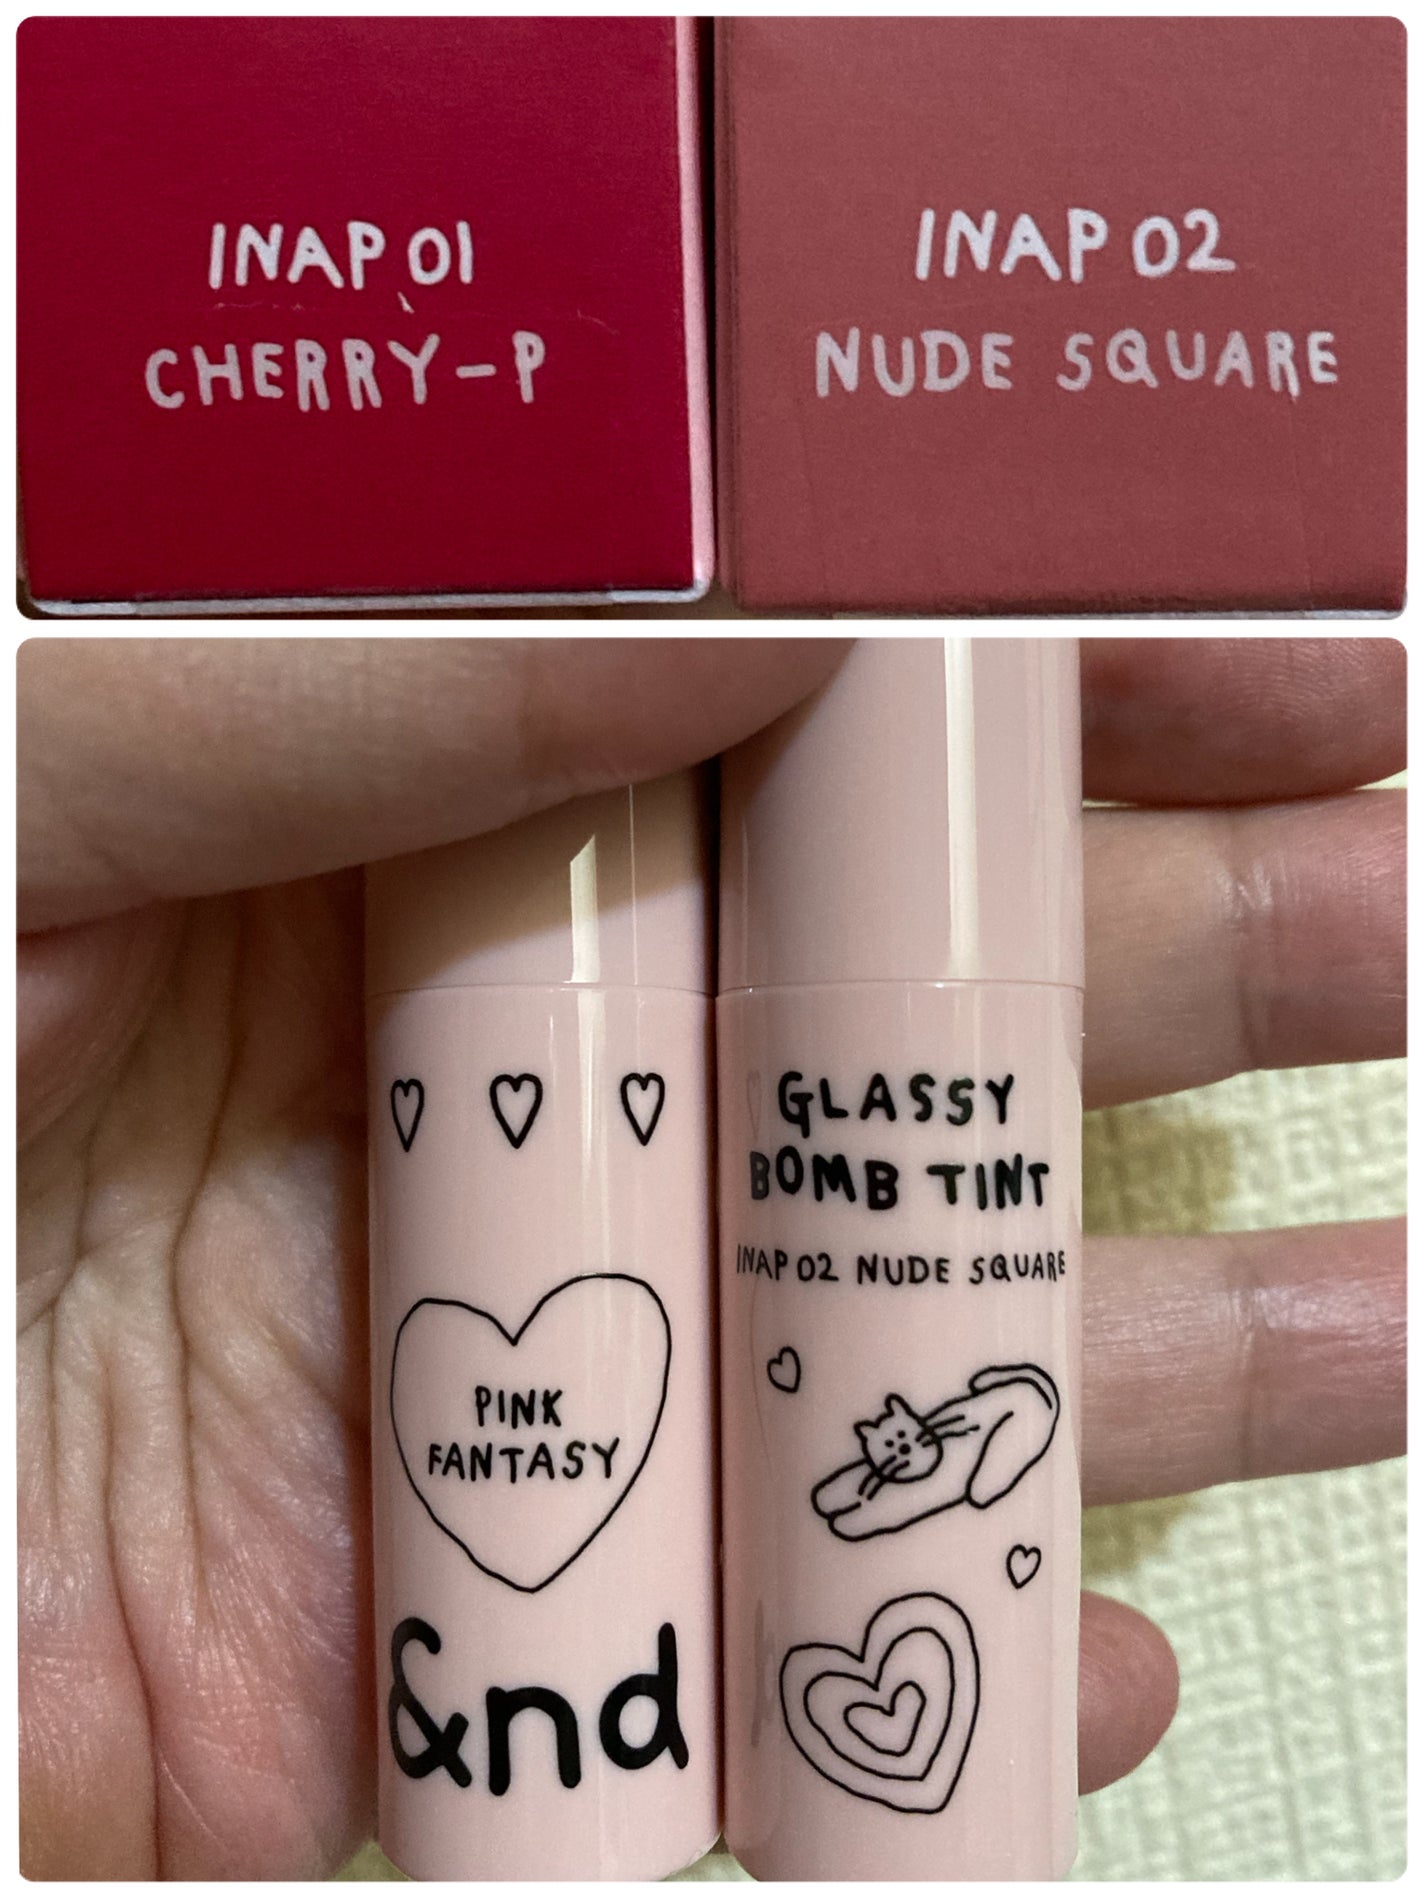 INAP 01
CHERRY-P
INAP 02
NUDE SQUARE
PINK
FANTASY
&nd
GLASSY
BOMB TINT
INAP 02 NUDE SQUARE